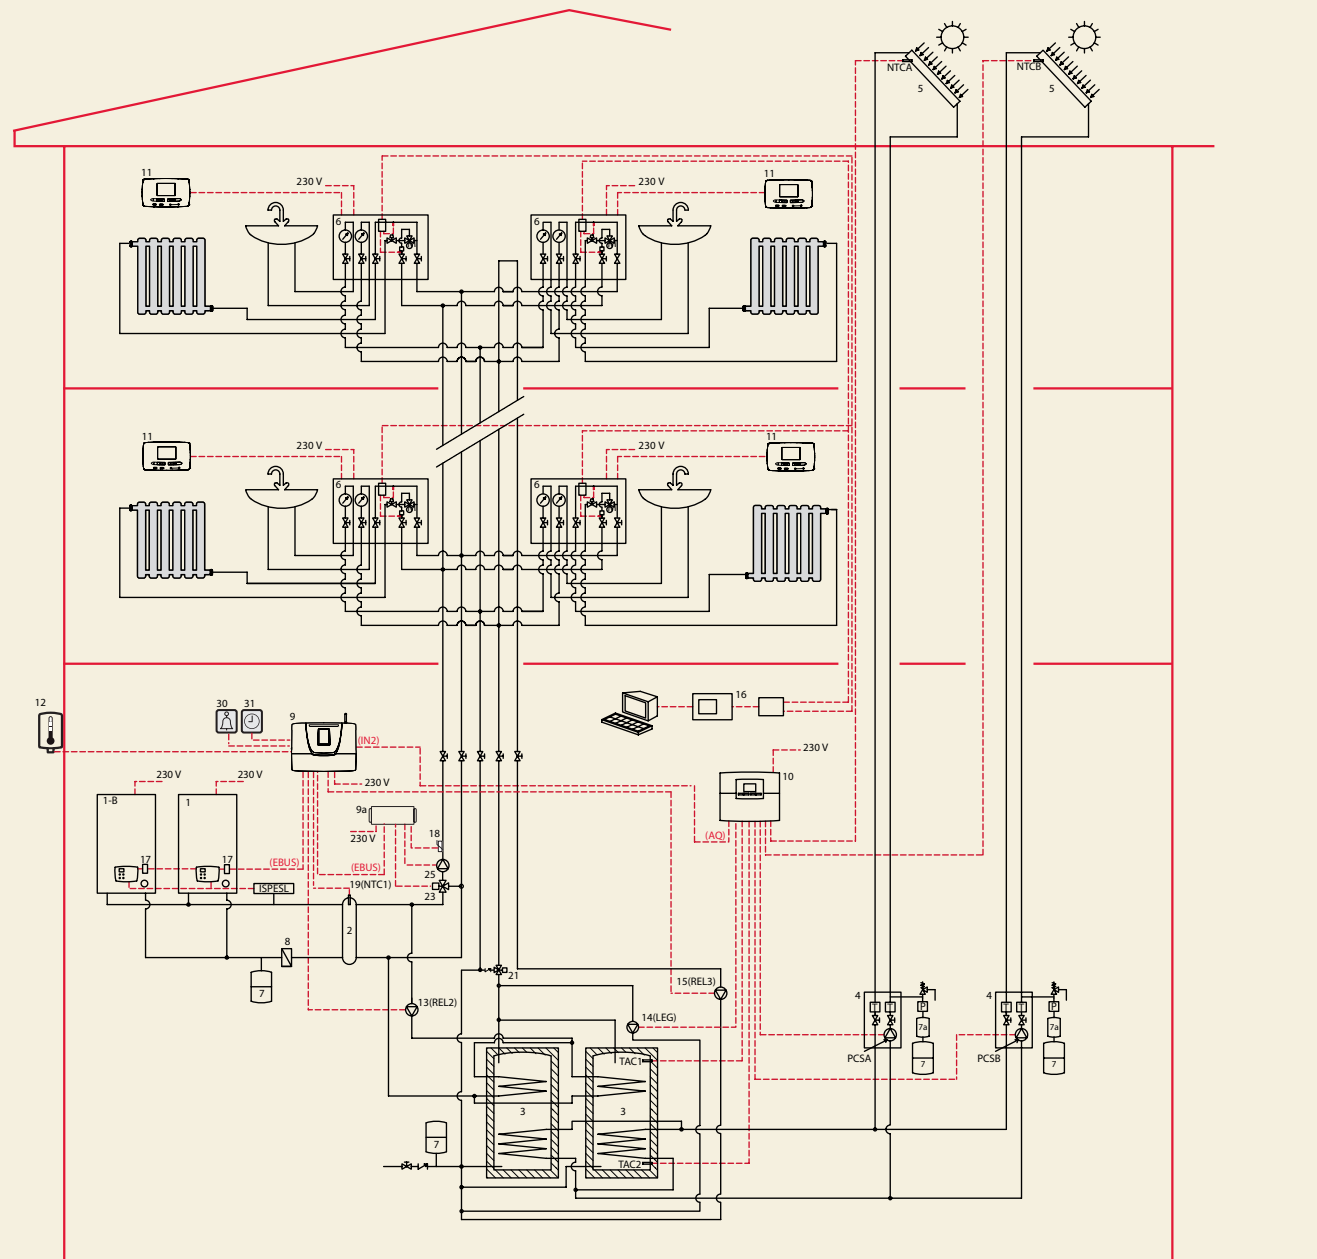 NTCA
5
NTCB
5
11
230 V
6
6
230 V
11
11
230 V
6
6
230 V
11
12
30
31
9
(IN2)
16
230 V
10
1-B
230 V
1
230 V
17
17
(EBUS)
ISPESL
230 V
9a
230 V
18
(EBUS)
25
23
19(NTC1)
2
8
7
(AQ)
21
13(REL2)
15(REL3)
14(LEG)
4
T
T
P
7a
7
PCSA
4
T
T
P
7a
7
PCSB
TAC1
3
3
TAC2
7